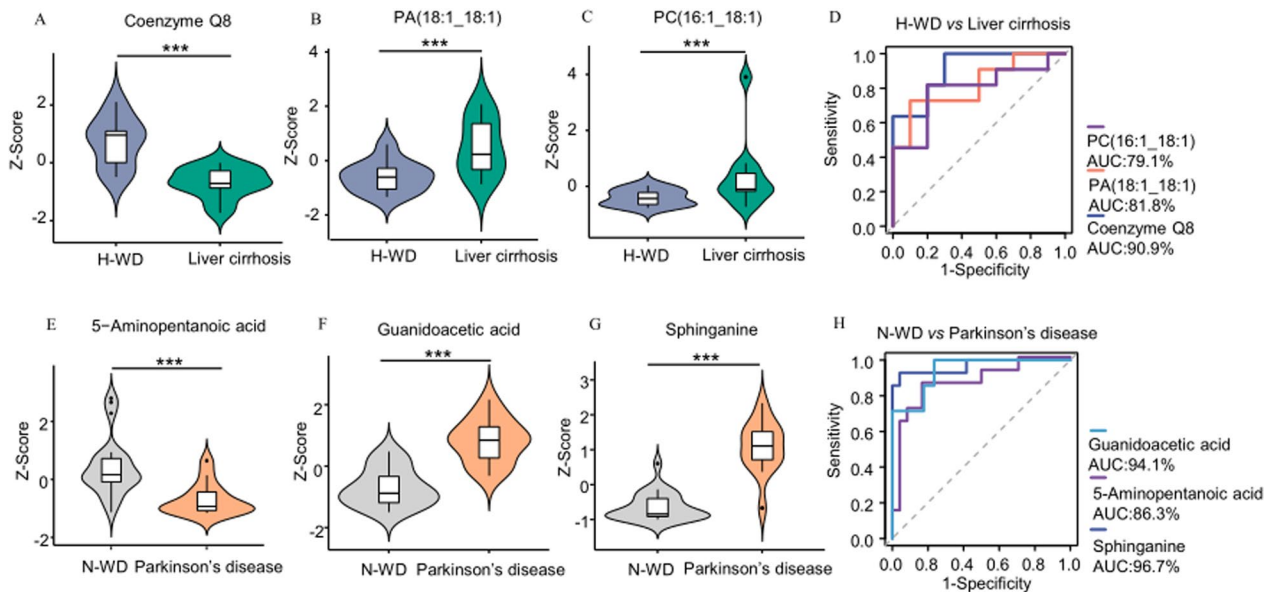 A
Coenzyme Q8
***
Z-Score
2
0
-2
H-WD
Liver cirrhosis
B
PA(18:1_18:1)
***
Z-Score
4
2
0
-2
H-WD
Liver cirrhosis
C
PC(16:1_18:1)
***
Z-Score
4
2
0
H-WD
Liver cirrhosis
D
H-WD vs Liver cirrhosis
Sensitivity
1.0
0.8
0.6
0.4
0.2
0.0
0.0 0.2 0.4 0.6 0.8 1.0
1-Specificity
PC(16:1_18:1)
AUC:79.1%
PA(18:1_18:1)
AUC:81.8%
Coenzyme Q8
AUC:90.9%
E
5−Aminopentanoic acid
***
Z-Score
2
0
-2
N-WD Parkinson's disease
F
Guanidoacetic acid
***
Z-Score
2
0
-2
N-WD Parkinson's disease
G
Sphinganine
***
Z-Score
3
2
1
0
-1
N-WD Parkinson's disease
H
N-WD vs Parkinson's disease
Sensitivity
1.0
0.8
0.6
0.4
0.2
0.0
0.0 0.2 0.4 0.6 0.8 1.0
1-Specificity
Guanidoacetic acid
AUC:94.1%
5-Aminopentanoic acid
AUC:86.3%
Sphinganine
AUC:96.7%